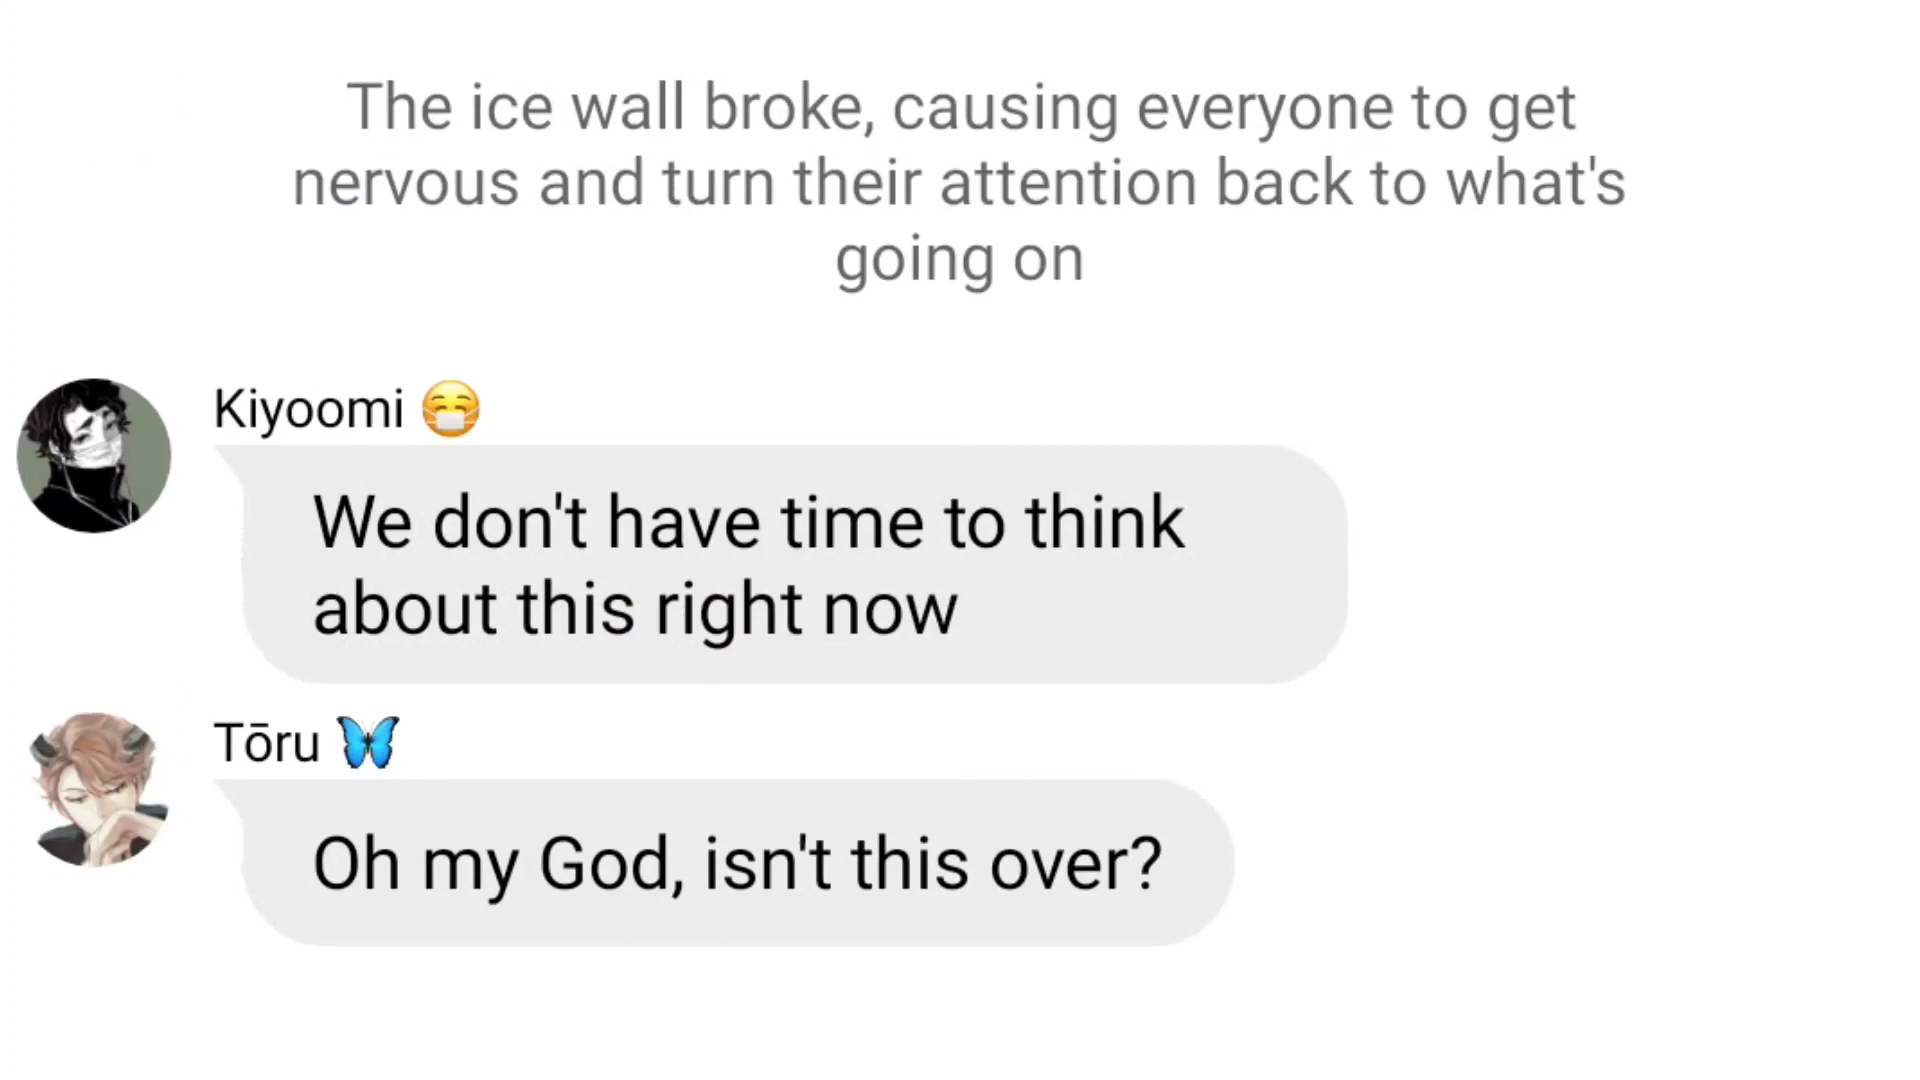 The ice wall broke, causing everyone to get
nervous and turn their attention back to what's
going on
Kiyoomi 😷
We don't have time to think
about this right now
Tōru 🦋
Oh my God, isn't this over?